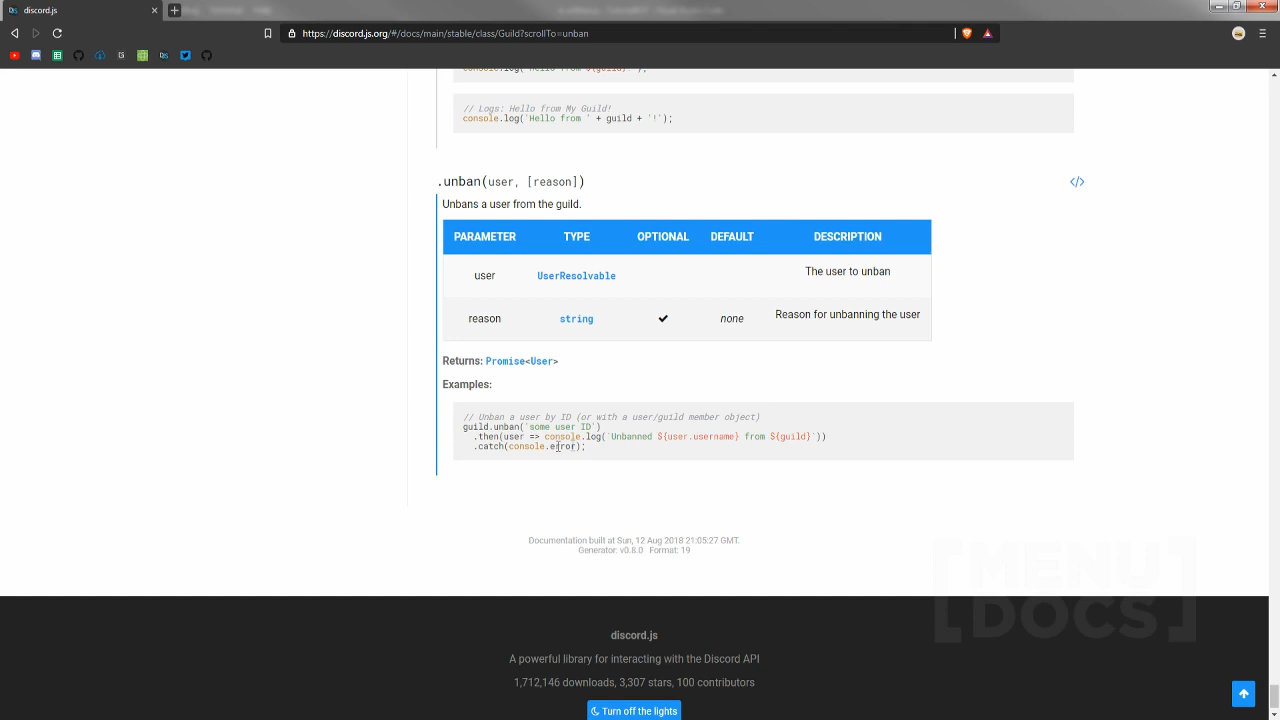 discord.js
https://discord.js.org/#/docs/main/stable/class/Guild?scrollTo=unban
// Logs: Hello from My Guild!
console.log('Hello from ' + guild + '!');
.unban(user, [reason])
</>
Unbans a user from the guild.
PARAMETER TYPE OPTIONAL DEFAULT DESCRIPTION
user UserResolvable The user to unban
reason string ✔ none Reason for unbanning the user
Returns: Promise<User>
Examples:
// Unban a user by ID (or with a user/guild member object)
guild.unban('some user ID')
.then(user => console.log(`Unbanned ${user.username} from ${guild}`))
.catch(console.error);
Documentation built at Sun, 12 Aug 2018 21:05:27 GMT.
Generator: v0.8.0 Format: 19
[MENU
DOCS]
discord.js
A powerful library for interacting with the Discord API
1,712,146 downloads, 3,307 stars, 100 contributors
Turn off the lights